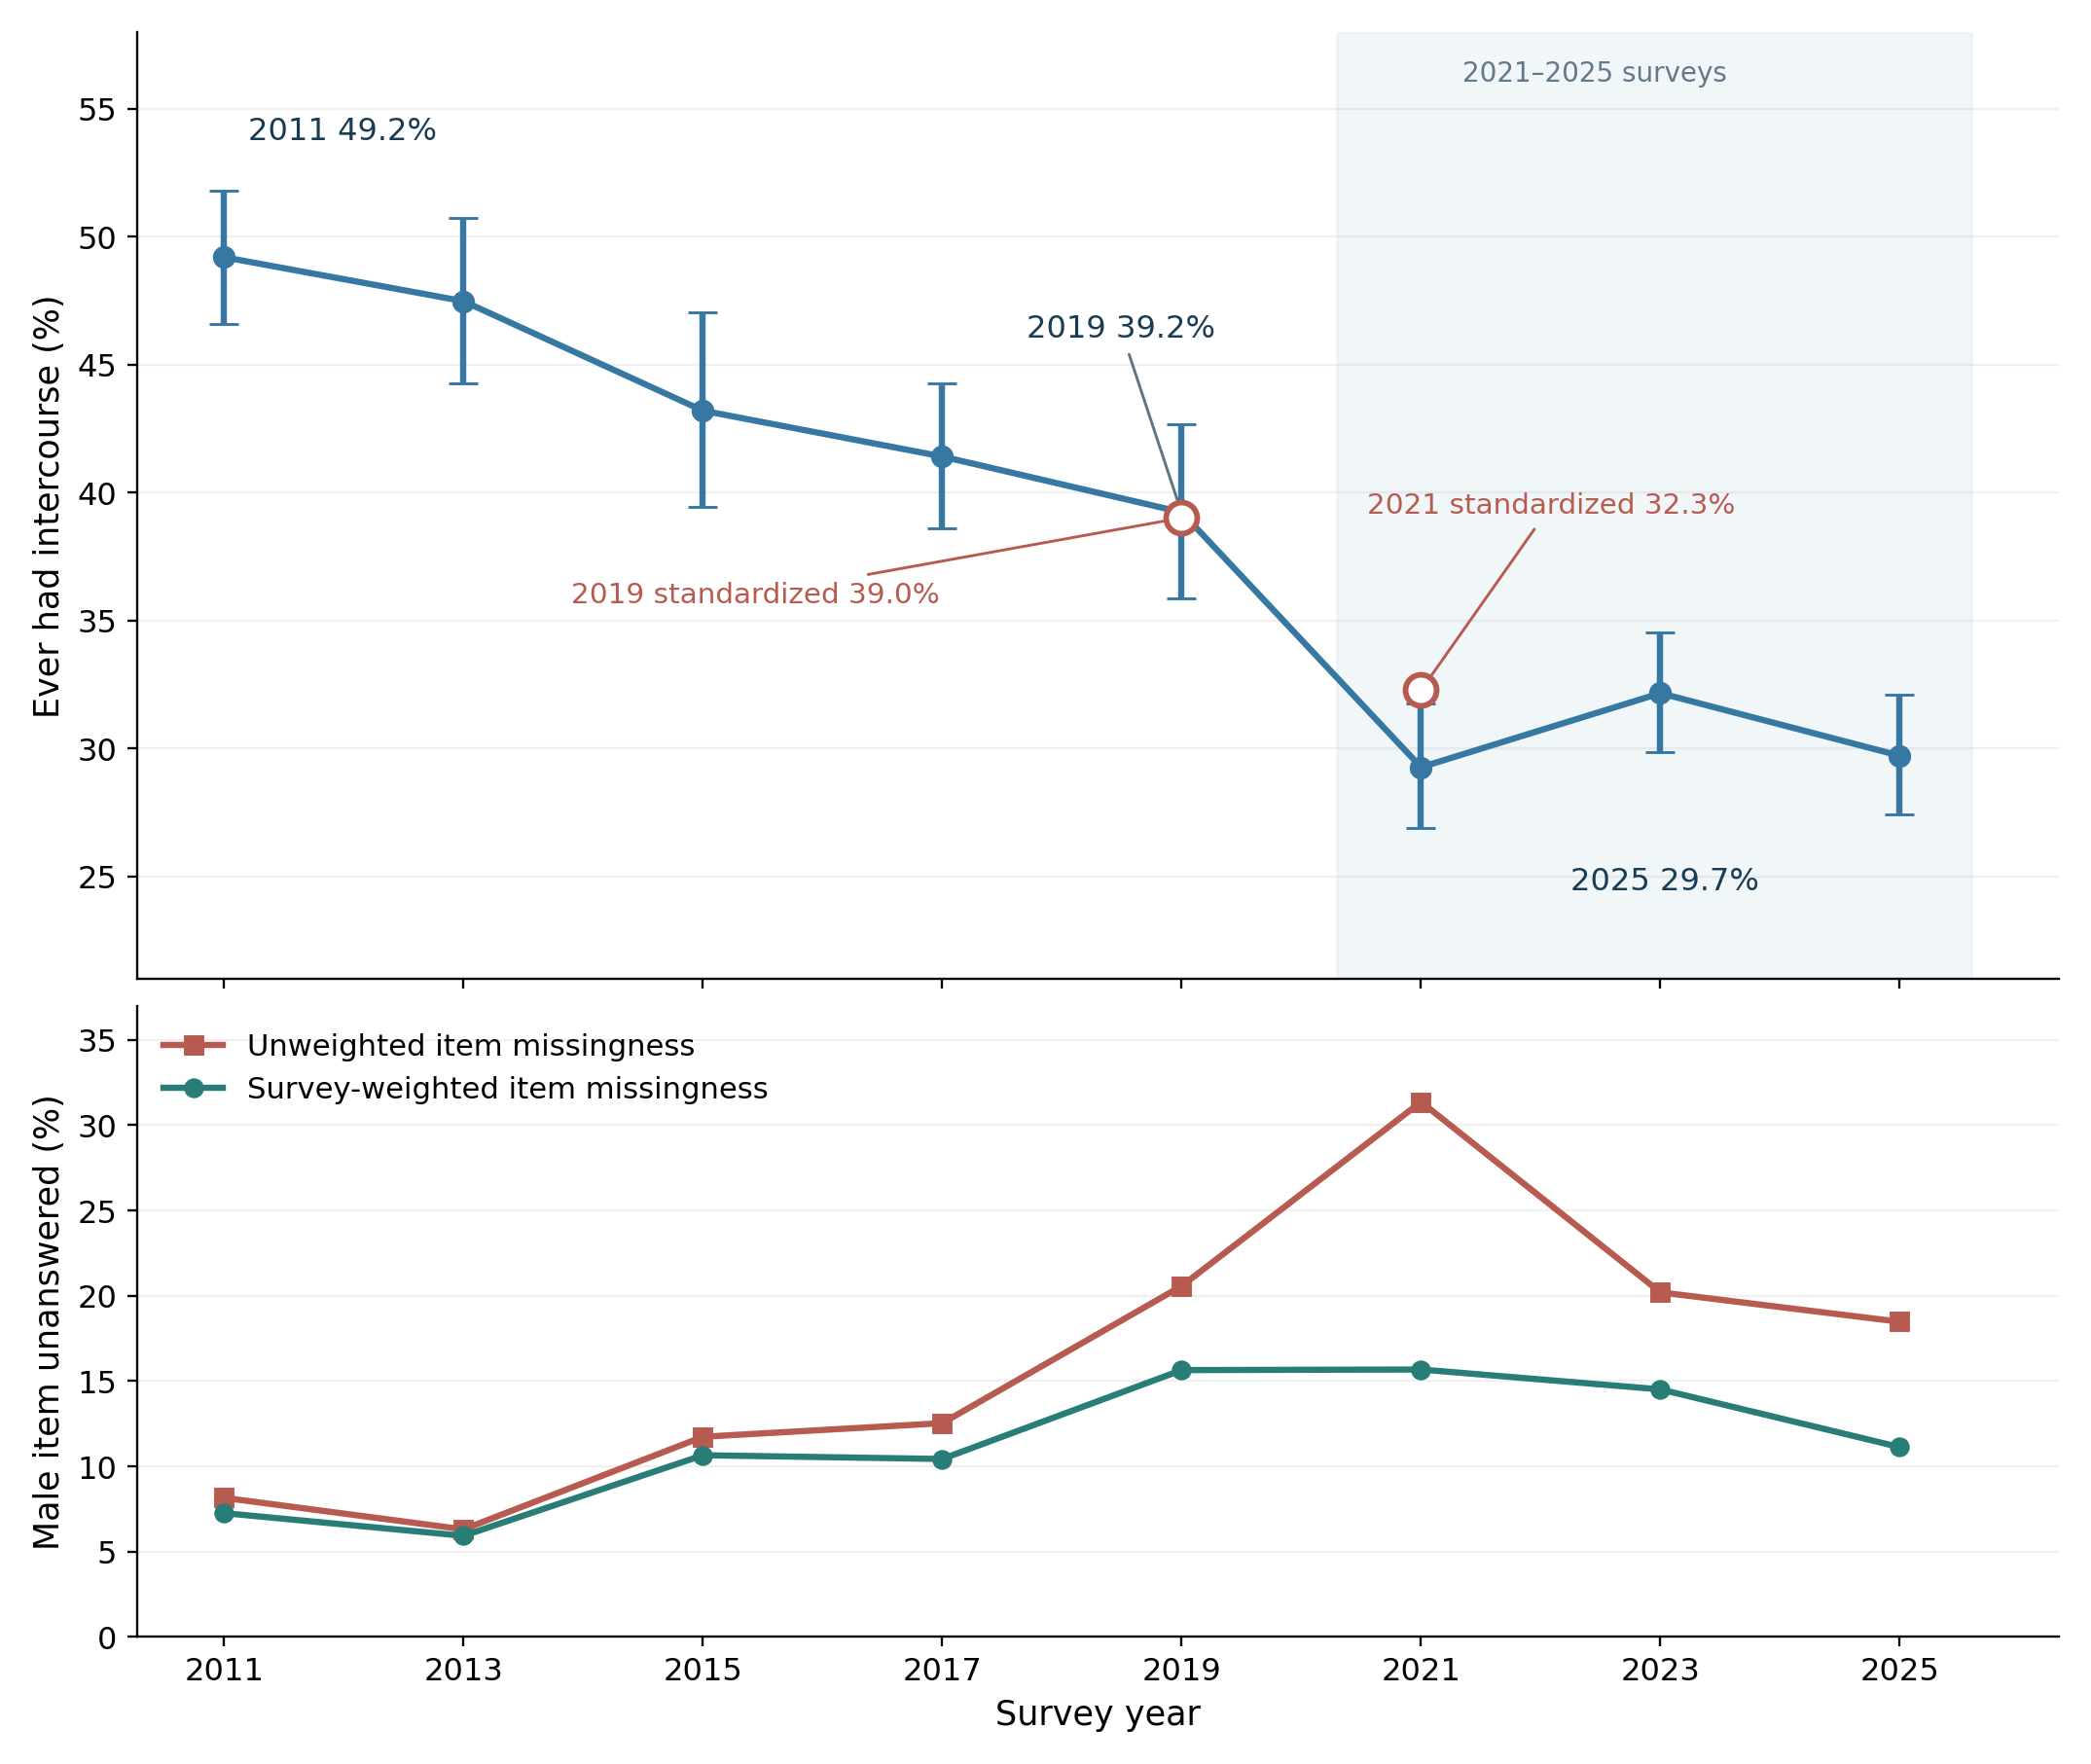 2021–2025 surveys
55
2011 49.2%
50
2019 39.2%
45
40
2021 standardized 32.3%
2019 standardized 39.0%
35
30
25
2025 29.7%
Ever had intercourse (%)
35
Unweighted item missingness
Survey-weighted item missingness
30
25
20
15
10
5
0
Male item unanswered (%)
2011 2013 2015 2017 2019 2021 2023 2025
Survey year